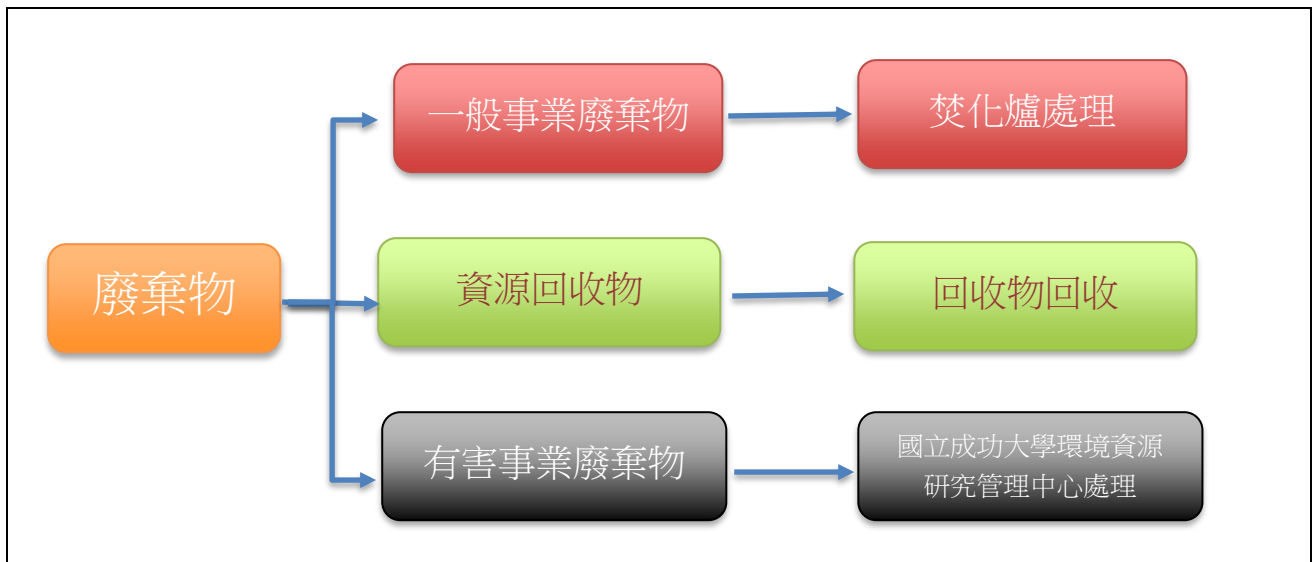 一般事業廢棄物
焚化爐處理
廢棄物
資源回收物
回收物回收
有害事業廢棄物
國立成功大學環境資源
研究管理中心處理